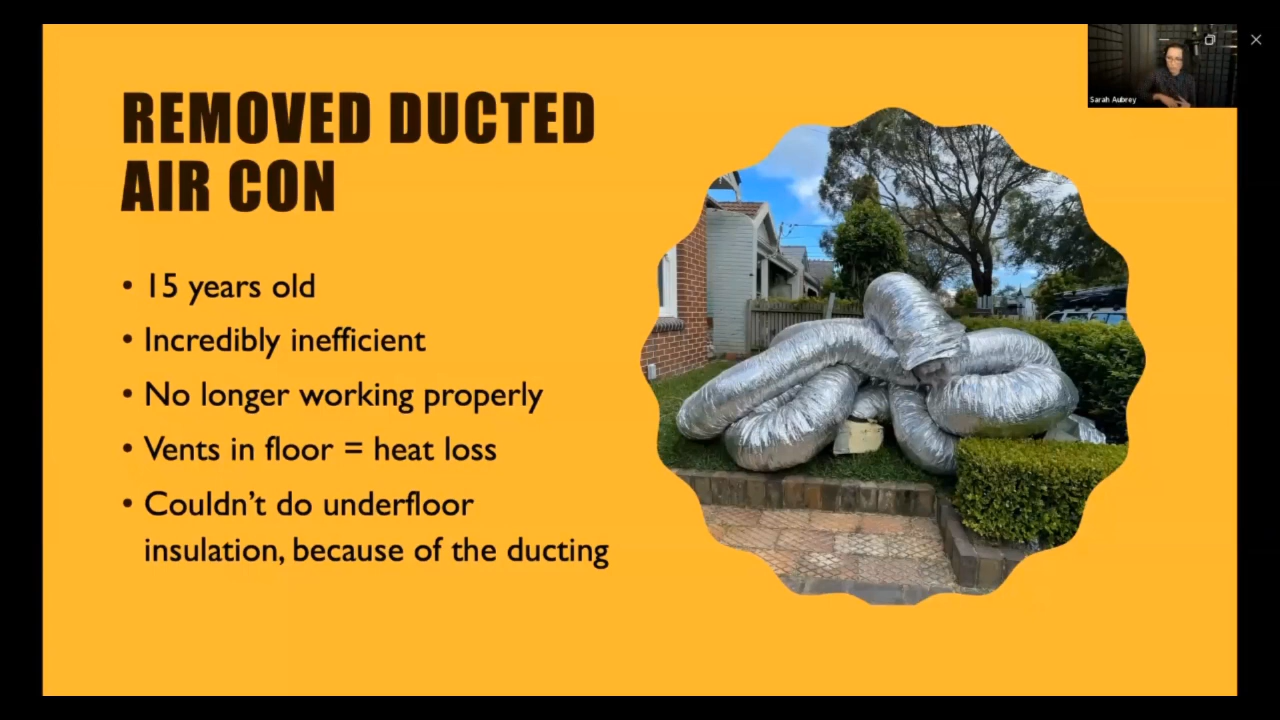 REMOVED DUCTED
AIR CON
• 15 years old
• Incredibly inefficient
• No longer working properly
• Vents in floor = heat loss
• Couldn’t do underfloor
insulation, because of the ducting
Sarah Aubrey